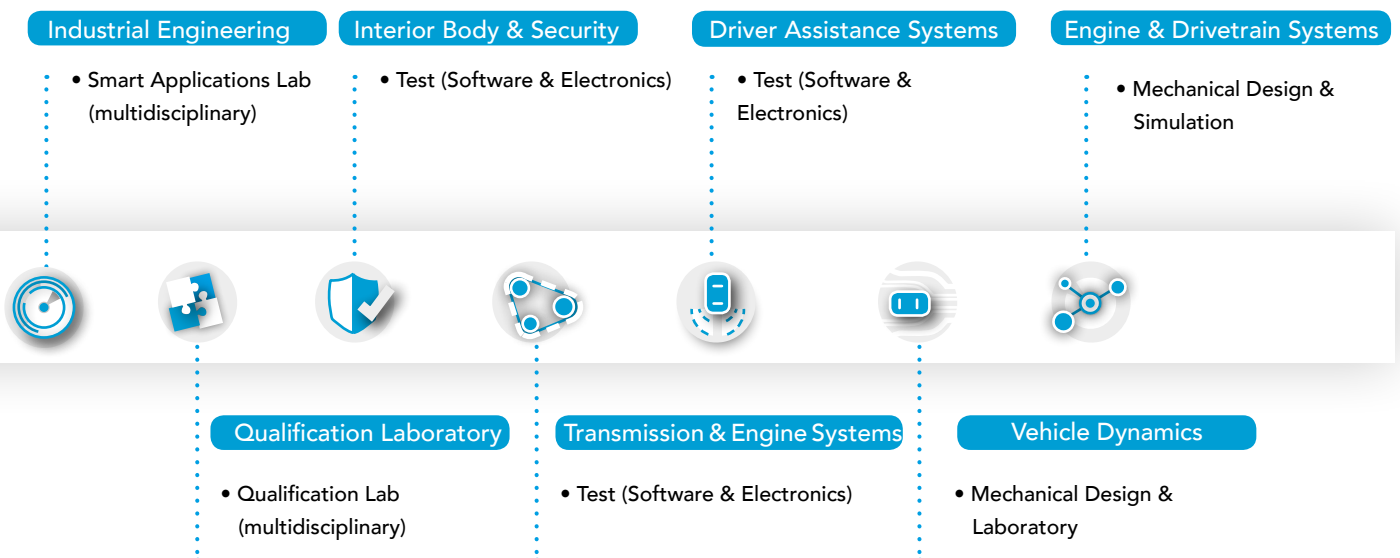 Industrial Engineering
• Smart Applications Lab
(multidisciplinary)
Interior Body & Security
• Test (Software & Electronics)
Driver Assistance Systems
• Test (Software &
Electronics)
Engine & Drivetrain Systems
• Mechanical Design &
Simulation
Qualification Laboratory
• Qualification Lab
(multidisciplinary)
Transmission & Engine Systems
• Test (Software & Electronics)
Vehicle Dynamics
• Mechanical Design &
Laboratory